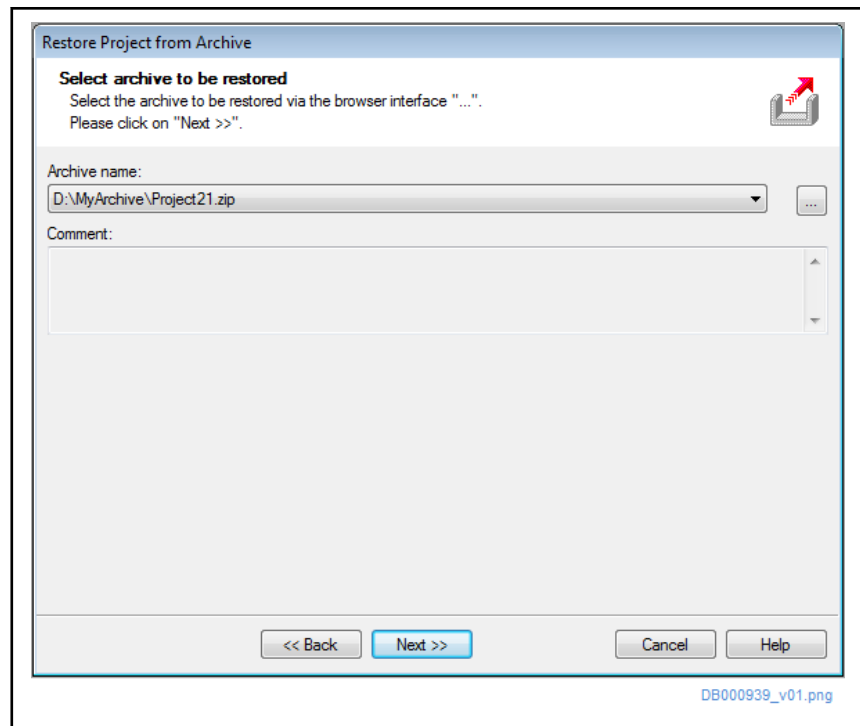 Restore Project from Archive
Select archive to be restored
Select the archive to be restored via the browser interface "...".
Please click on "Next >>".
Archive name:
D:\MyArchive\Project21.zip
...
Comment:
<< Back
Next >>
Cancel
Help
DB000939_v01.png